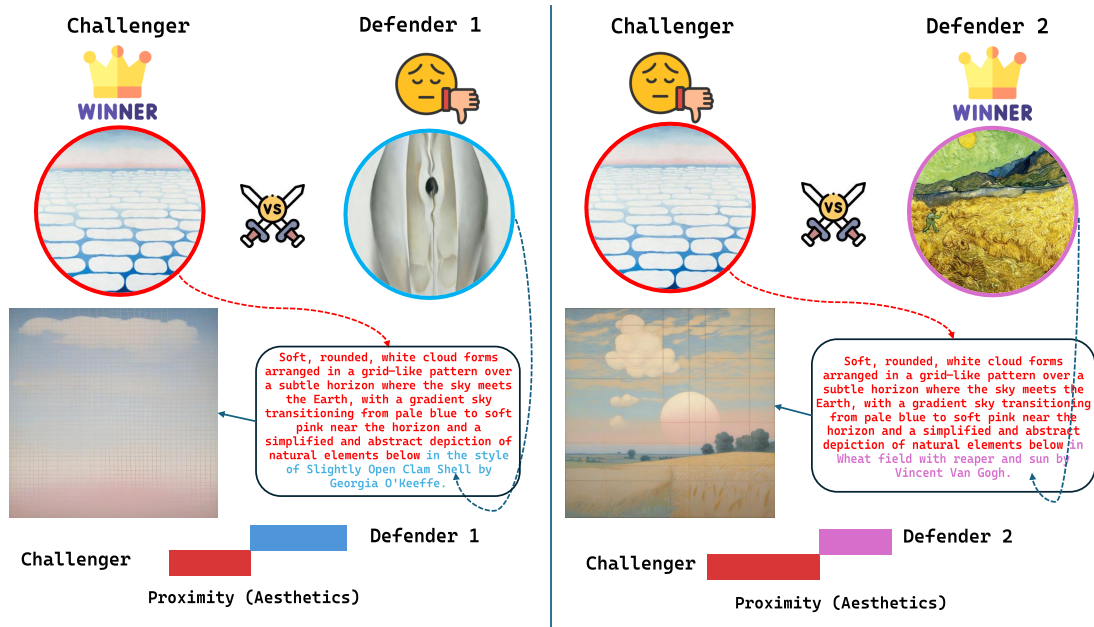 Challenger
Defender 1
WINNER
VS
Soft, rounded, white cloud forms
arranged in a grid-like pattern over
a subtle horizon where the sky meets
the Earth, with a gradient sky
transitioning from pale blue to soft
pink near the horizon and a
simplified and abstract depiction of
natural elements below in the style
of Slightly Open Clam Shell by
Georgia O'Keeffe.
Challenger
Defender 1
Proximity (Aesthetics)
Challenger
Defender 2
WINNER
VS
Soft, rounded, white cloud forms
arranged in a grid-like pattern over a
subtle horizon where the sky meets the
Earth, with a gradient sky transitioning
from pale blue to soft pink near the
horizon and a simplified and abstract
depiction of natural elements below in
Wheat field with reaper and sun by
Vincent Van Gogh.
Challenger
Defender 2
Proximity (Aesthetics)